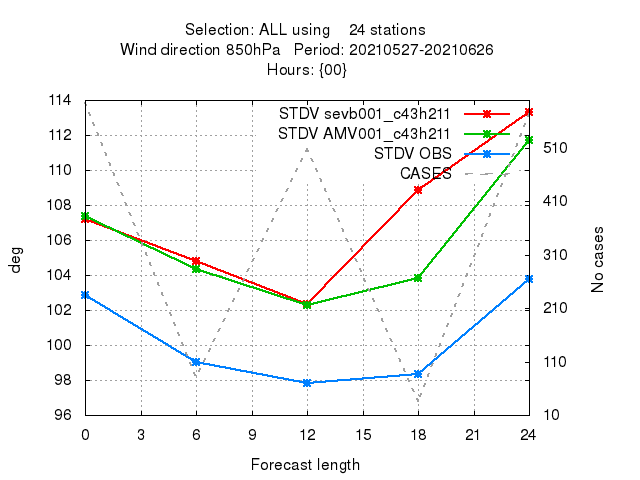 Selection: ALL using    24 stations
Wind direction 850hPa   Period: 20210527-20210626
Hours: {00}
STDV sevb001_c43h211
STDV AMV001_c43h211
STDV OBS
CASES
114
112
110
108
106
104
102
100
98
96
deg
510
410
310
210
110
10
No cases
0 3 6 9 12 15 18 21 24
Forecast length